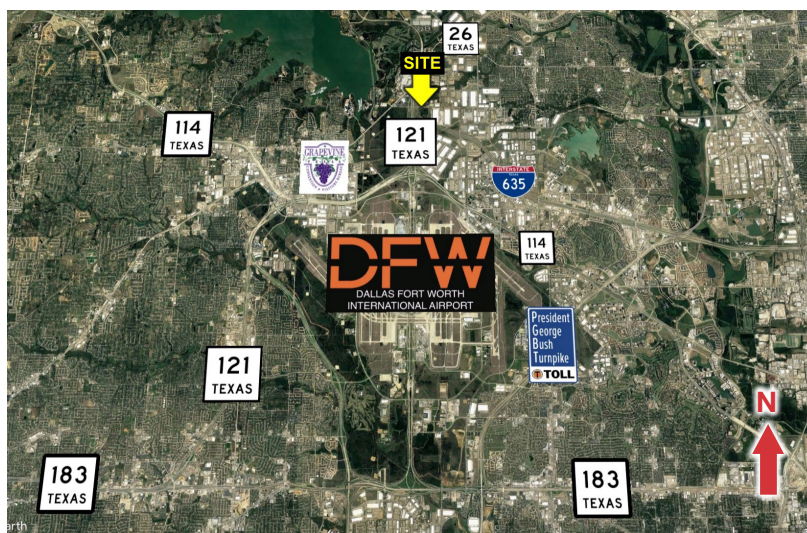 26
TEXAS
SITE
114
TEXAS
121
TEXAS
GRAPEVINE
INTERSTATE
635
114
TEXAS
DFW
DALLAS FORT WORTH
INTERNATIONAL AIRPORT
President
George
Bush
Turnpike
T TOLL
121
TEXAS
N
183
TEXAS
183
TEXAS
arth